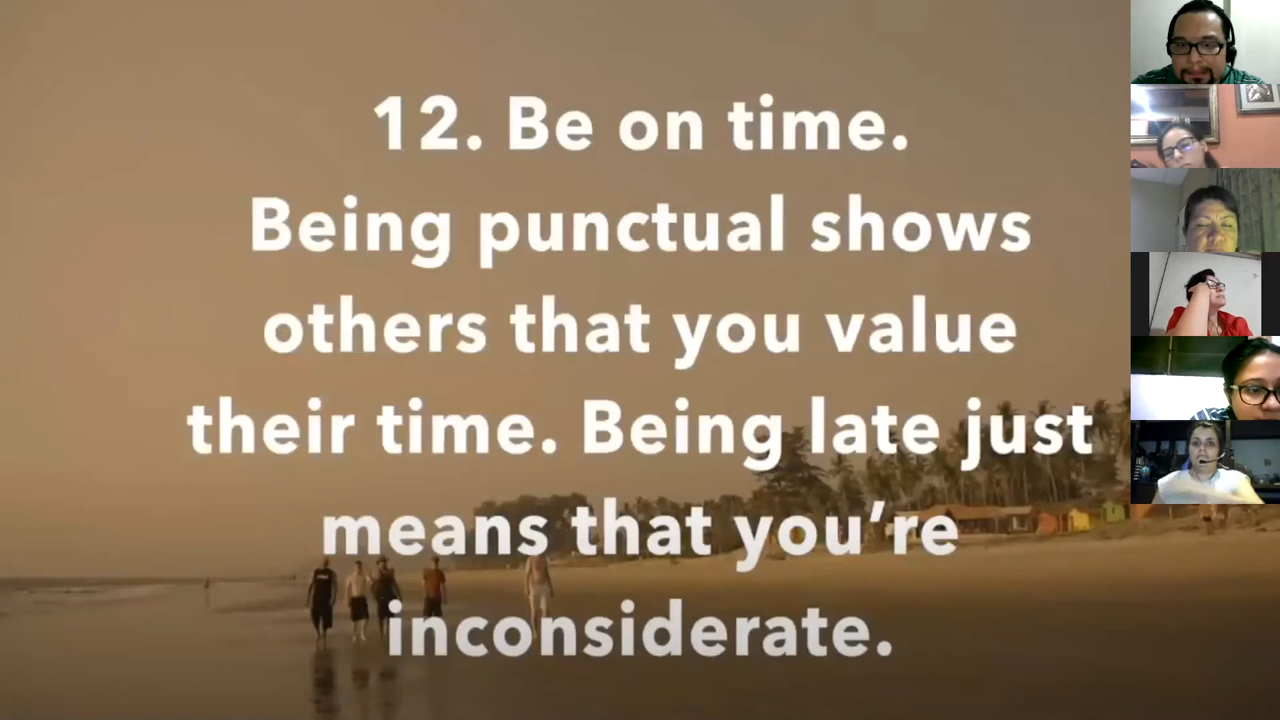 12. Be on time.
Being punctual shows
others that you value
their time. Being late just
means that you’re
inconsiderate.